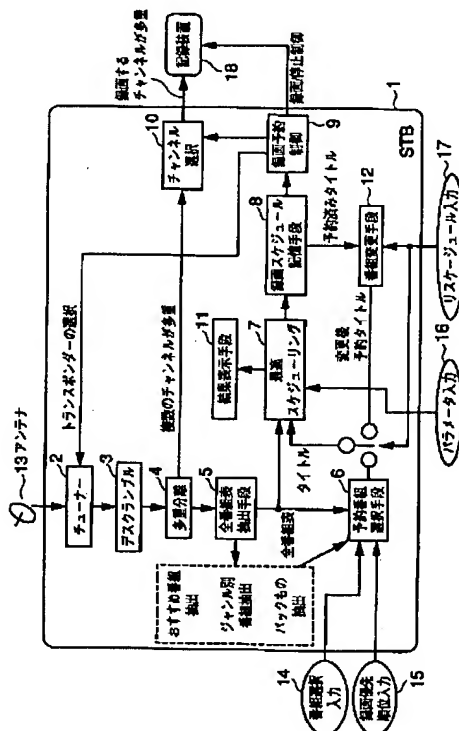 13 アンテナ
2
チューナー
トランスポンダーの選択
3
デスクランブル
4
多重分離
複数のチャンネルが多重
5
全番組表
抽出手段
全番組表
おすすめ番組
抽出
ジャンル別
番組抽出
パックもの
抽出
6
予約番組
選択手段
14
番組選択
入力
録画優先
順位入力
15
タイトル
7
最適
スケジューリング
11
結果表示手段
8
録画スケジュール
記憶手段
予約済みタイトル
変更後
予約タイトル
12
番組変更手段
9
録画予約
制御
10
チャンネル
選択
録画する
チャンネルが多重
記録装置
18
録画/停止制御
1
STB
16
パラメータ入力
17
リスケージュール入力